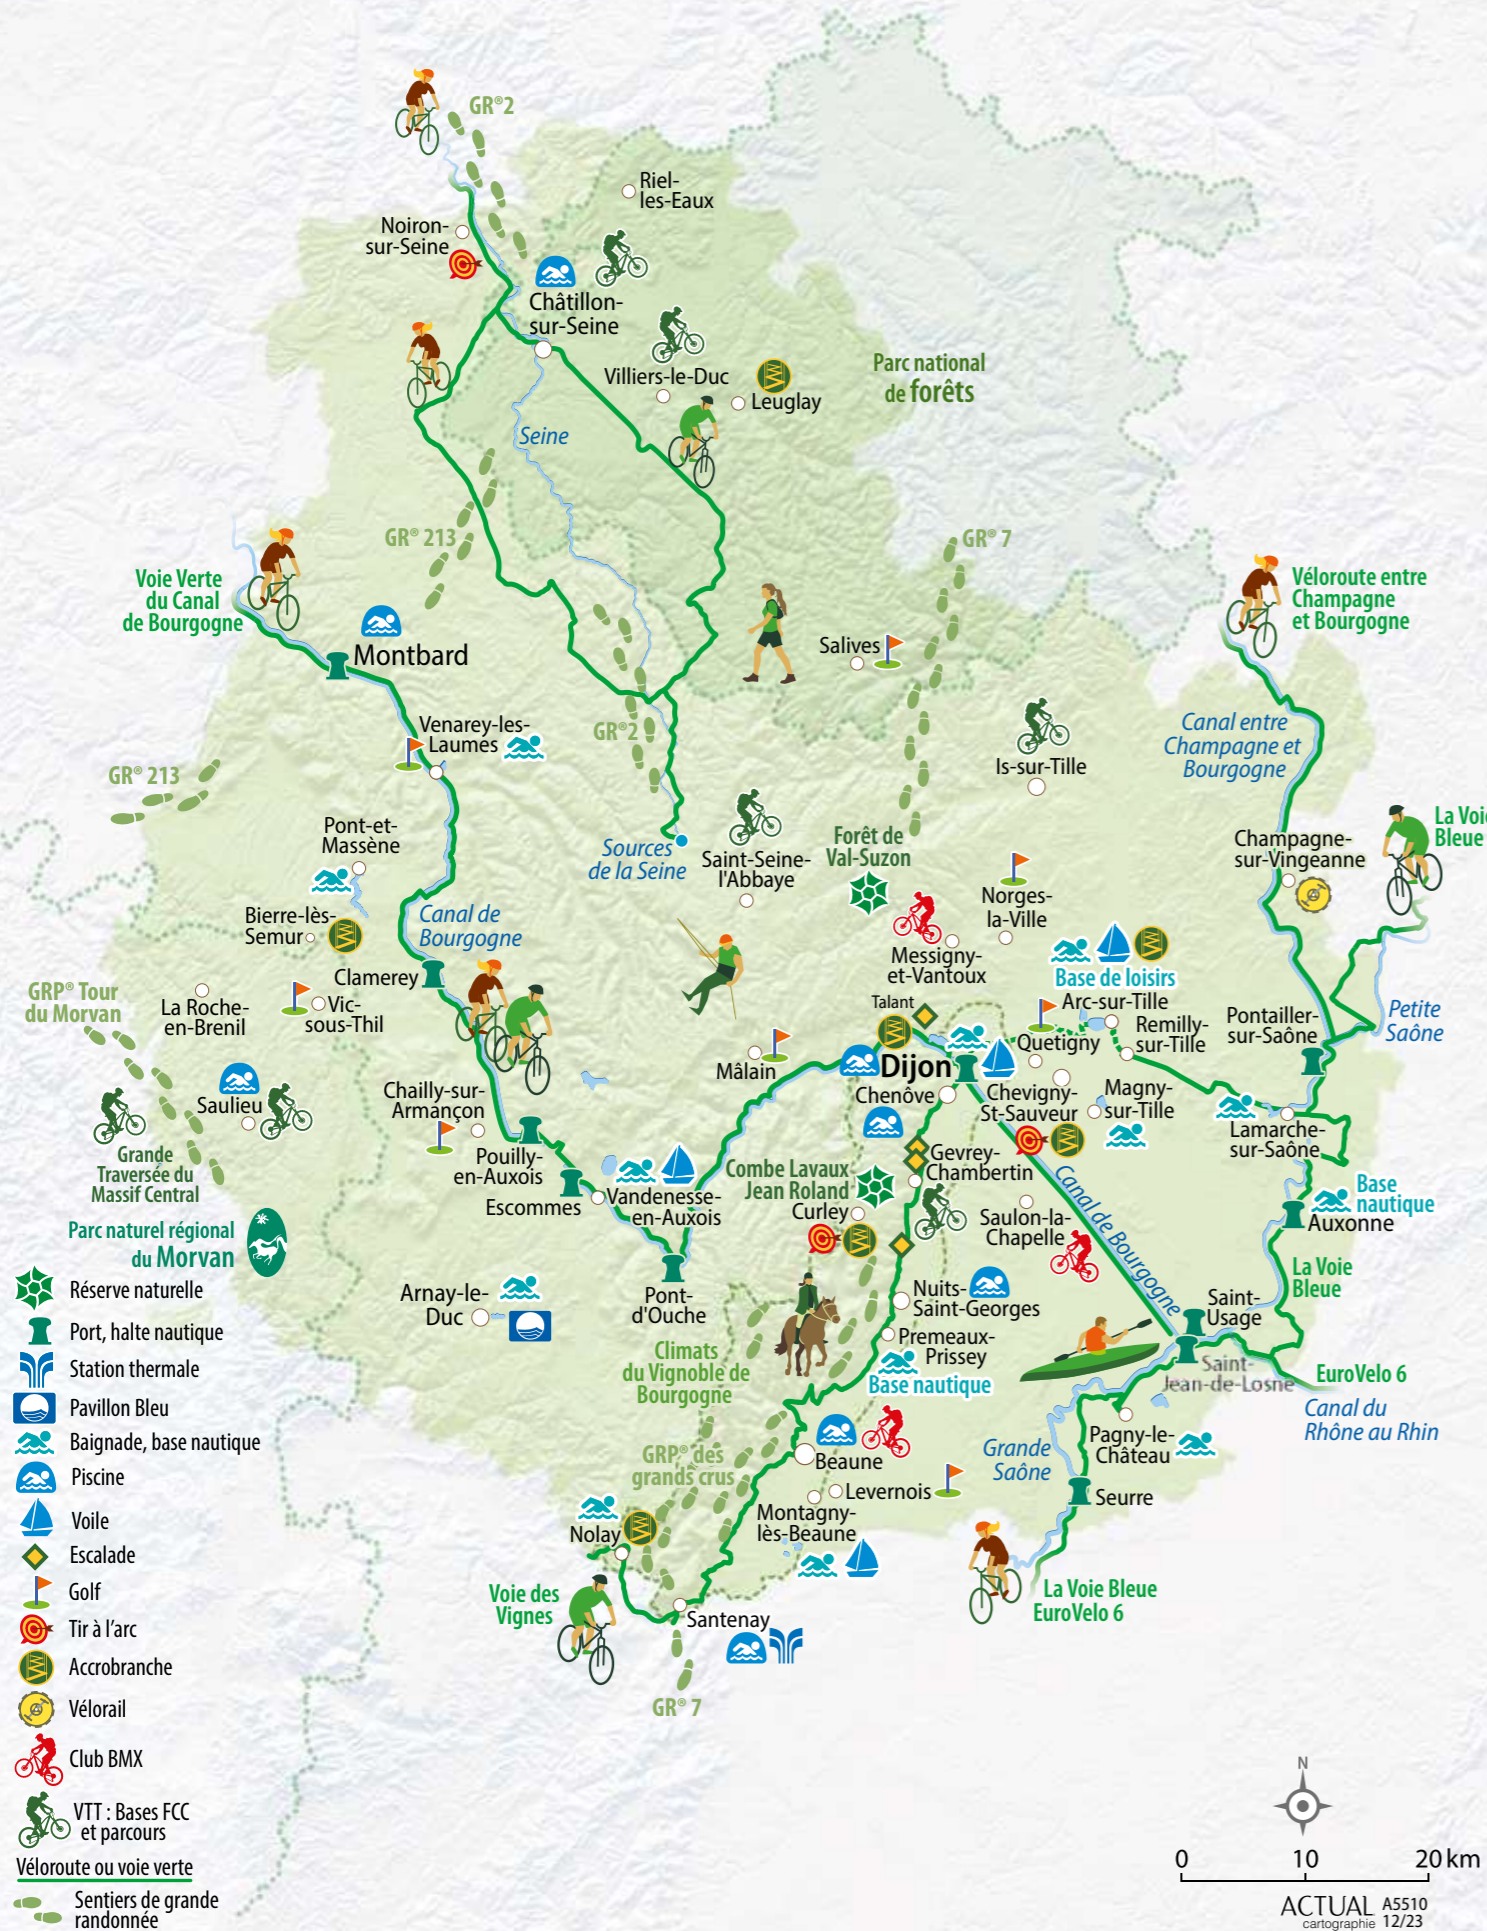 GR®2
Riel-
les-Eaux
Noiron-
sur-Seine
Châtillon-
sur-Seine
Villiers-le-Duc
Leuglay
Parc national
de forêts
Seine
GR® 213
GR® 7
Voie Verte
du Canal
de Bourgogne
Véloroute entre
Champagne
et Bourgogne
Montbard
Salives
Venarey-les-
Laumes
GR®2
GR® 213
Is-sur-Tille
Canal entre
Champagne et
Bourgogne
La Voie
Bleue
Pont-et-
Massène
Sources
de la Seine
Saint-Seine-
l'Abbaye
Forêt de
Val-Suzon
Champagne-
sur-Vingeanne
Norges-
la-Ville
Bierre-lès-
Semur
Canal de
Bourgogne
Messigny-
et-Vantoux
Base de loisirs
Clamerey
GRP® Tour
du Morvan
La Roche-
en-Brenil
Vic-
sous-Thil
Talant
Arc-sur-Tille
Remilly-
sur-Tille
Pontailler-
sur-Saône
Petite
Saône
Quetigny
Mâlain
Dijon
Chenôve
Chevigny-
St-Sauveur
Magny-
sur-Tille
Saulieu
Chailly-sur-
Armançon
Lamarche-
sur-Saône
Grande
Traversée du
Massif Central
Pouilly-
en-Auxois
Gevrey-
Chambertin
Combe Lavaux
Jean Roland
Curley
Escommes
Vandenesse-
en-Auxois
Canal de Bourgogne
Saulon-la-
Chapelle
Base
nautique
Auxonne
Parc naturel régional
du Morvan
Réserve naturelle
Port, halte nautique
Station thermale
Pavillon Bleu
Baignade, base nautique
Piscine
Voile
Escalade
Golf
Tir à l'arc
Accrobranche
Vélorail
Club BMX
VTT : Bases FCC
et parcours
Véloroute ou voie verte
Sentiers de grande
randonnée
Arnay-le-
Duc
Pont-
d'Ouche
Nuits-
Saint-Georges
La Voie
Bleue
Saint-
Usage
Premeaux-
Prissey
Base nautique
Climats
du Vignoble de
Bourgogne
Saint-
Jean-de-Losne
EuroVelo 6
Canal du
Rhône au Rhin
Pagny-le-
Château
Grande
Saône
GRP® des
grands crus
Beaune
Levernois
Seurre
Montagny-
lès-Beaune
Nolay
Voie des
Vignes
Santenay
La Voie Bleue
EuroVelo 6
GR® 7
N
0 10 20 km
ACTUAL
cartographie
A5510
12/23